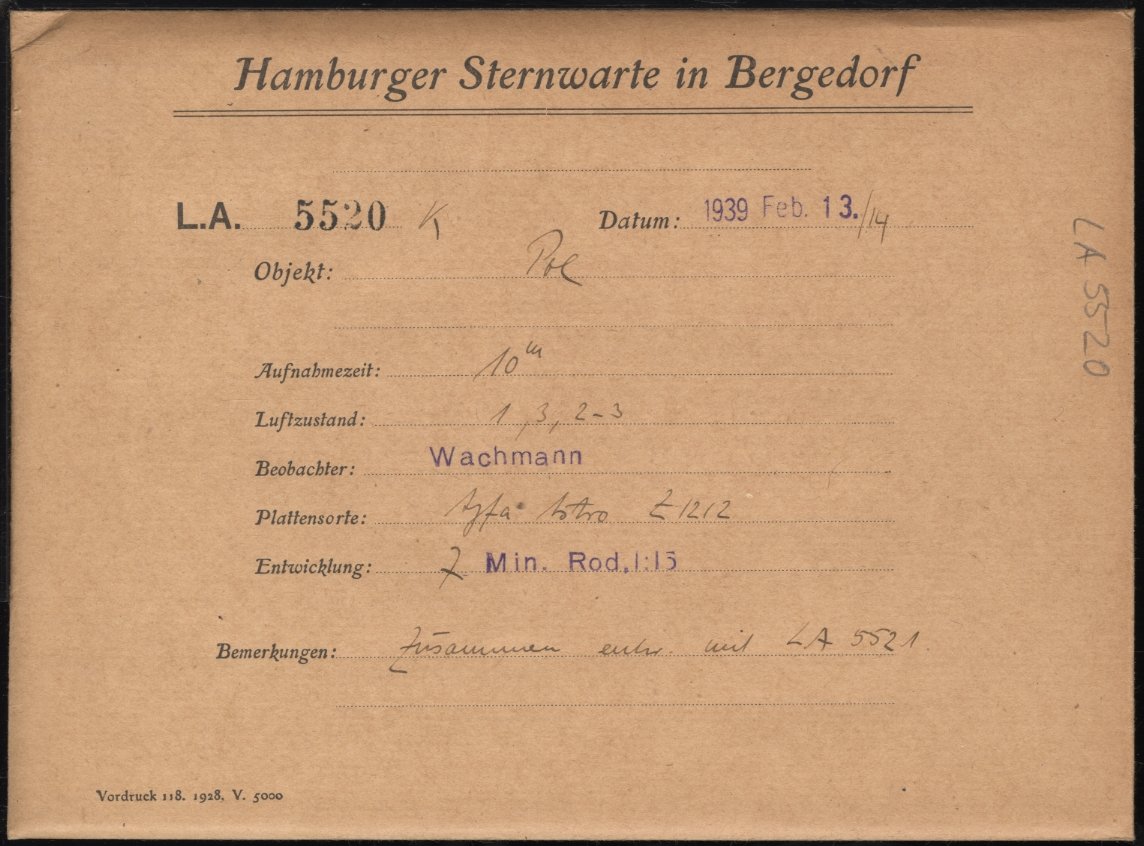 Hamburger Sternwarte in Bergedorf
L.A. 5520 K Datum: 1939 Feb. 13./14
Objekt: Pol
Aufnahmezeit: 10m
Luftzustand: 1, 3, 2-3
Beobachter: Wachmann
Plattensorte: Agfa Astro Z 1212
Entwicklung: 7 Min. Rod. 1:15
Bemerkungen: Zusammen entw. mit LA 5521.
Vordruck 118. 1928. V. 5000
LA 5520